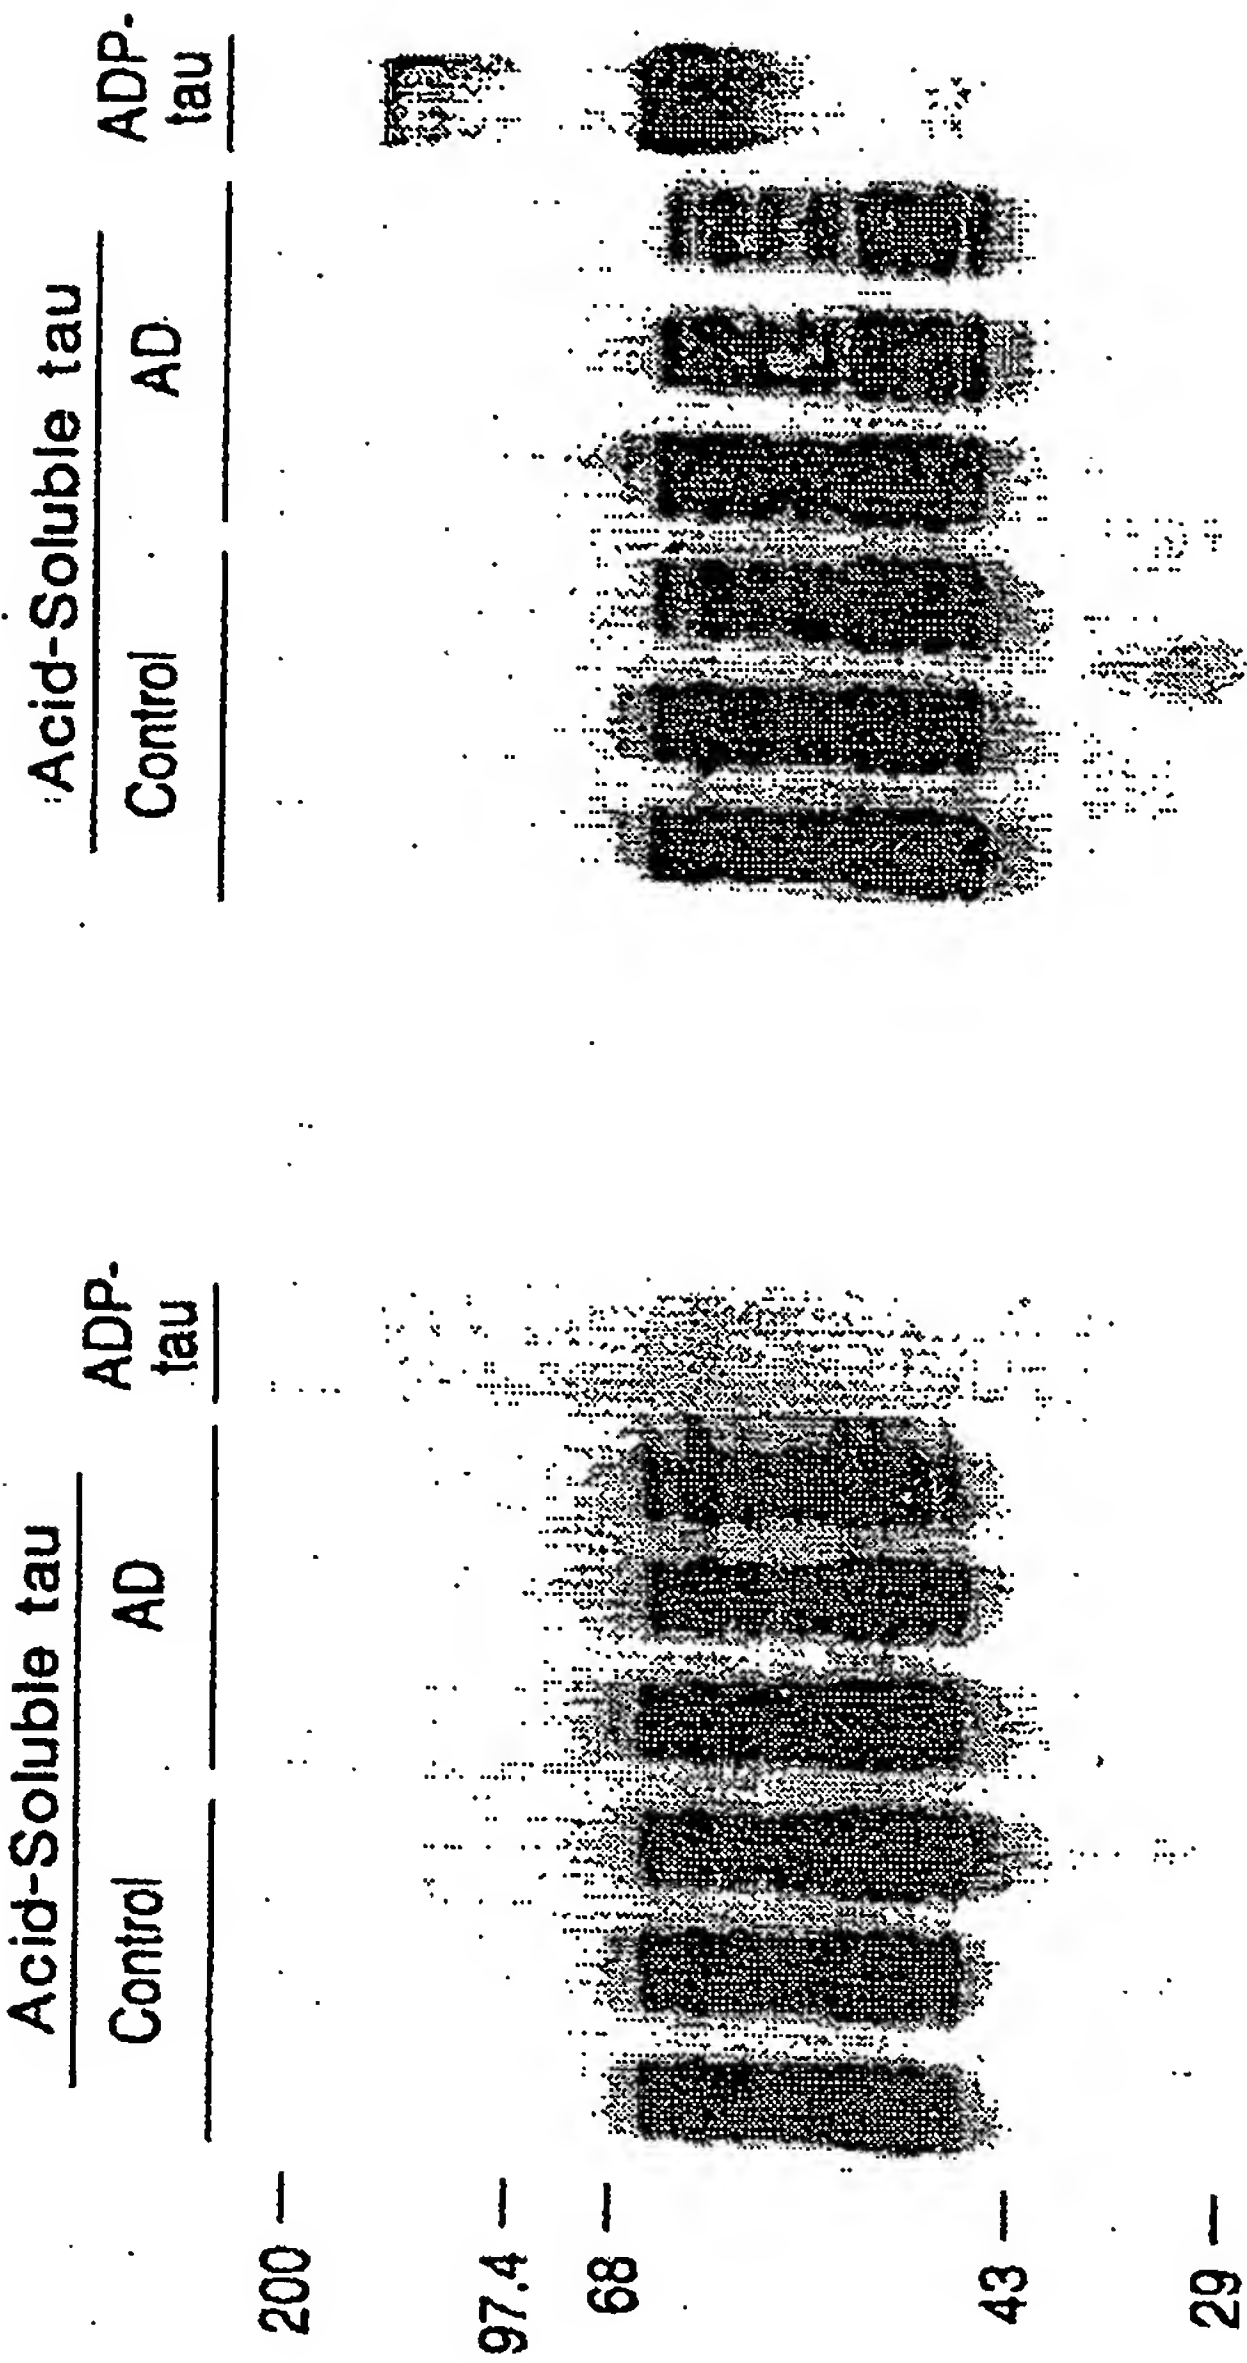 Acid-Soluble tau
Control
AD
ADP-
tau
Acid-Soluble tau
Control
AD
ADP-
tau
200
97.4
68
43
29